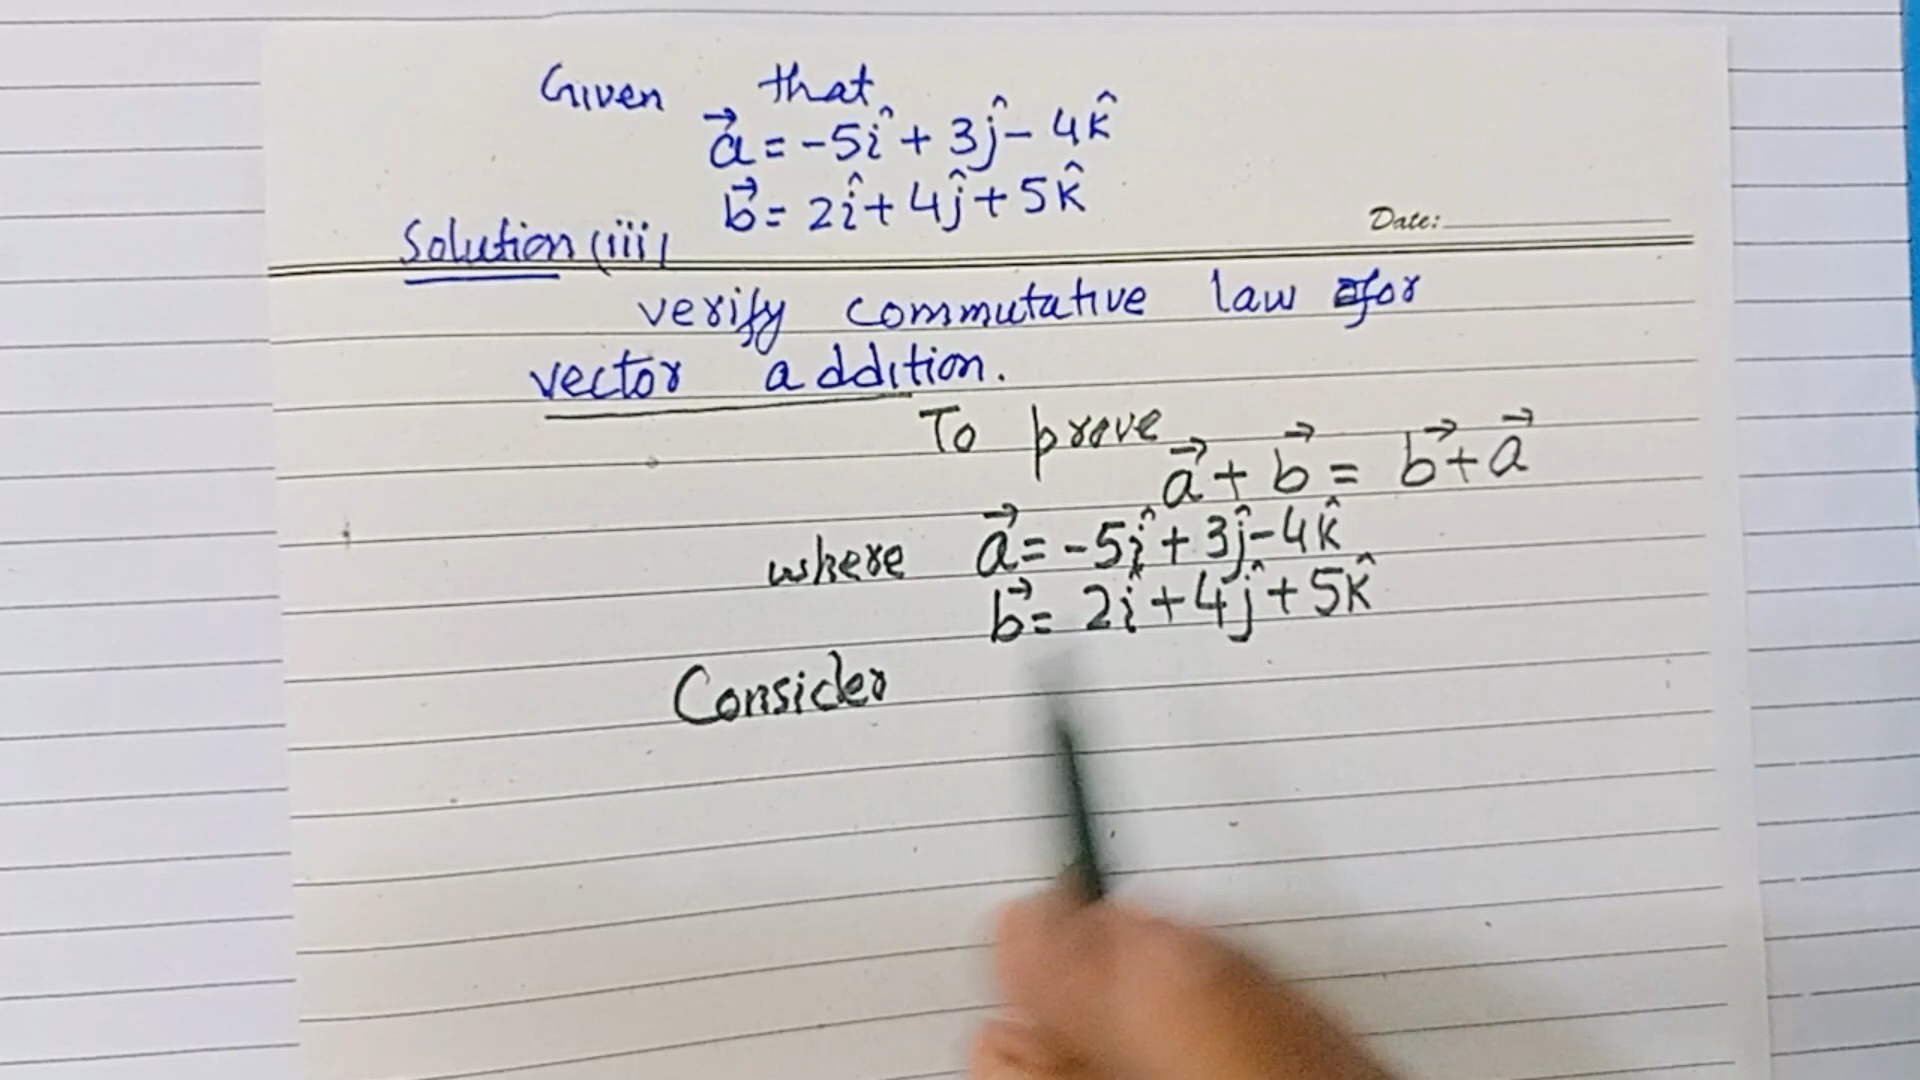 Given that
a⃗ = -5î + 3ĵ - 4k̂
b⃗ = 2î + 4ĵ + 5k̂
Date:
Solution (iii)
verify commutative law for
vector addition.
To prove
a⃗ + b⃗ = b⃗ + a⃗
where a⃗ = -5î + 3ĵ - 4k̂
b⃗ = 2î + 4ĵ + 5k̂
Consider